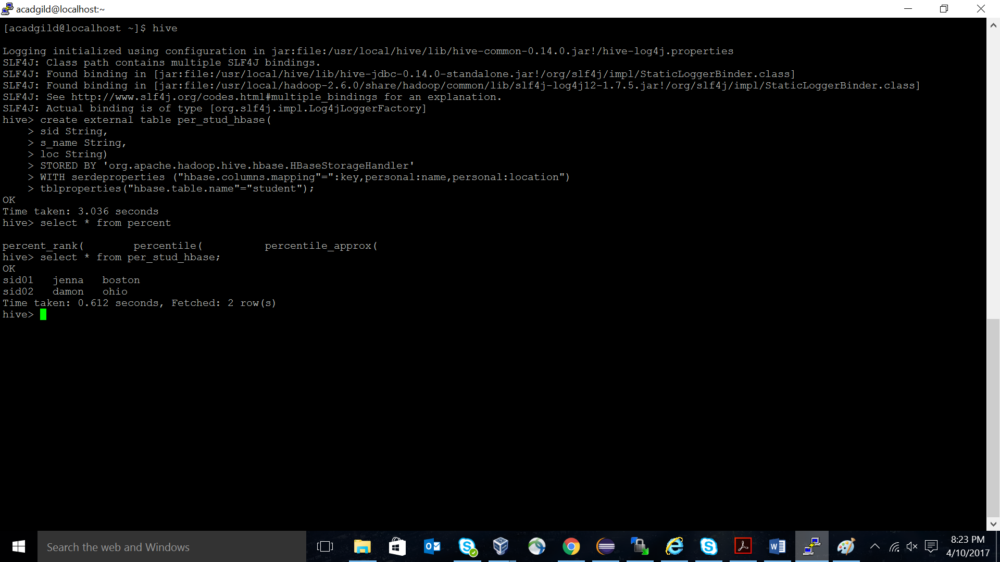 acadgild@localhost:~
[acadgild@localhost ~]$ hive
Logging initialized using configuration in jar:file:/usr/local/hive/lib/hive-common-0.14.0.jar!/hive-log4j.properties
SLF4J: Class path contains multiple SLF4J bindings.
SLF4J: Found binding in [jar:file:/usr/local/hive/lib/hive-jdbc-0.14.0-standalone.jar!/org/slf4j/impl/StaticLoggerBinder.class]
SLF4J: Found binding in [jar:file:/usr/local/hadoop-2.6.0/share/hadoop/common/lib/slf4j-log4j12-1.7.5.jar!/org/slf4j/impl/StaticLoggerBinder.class]
SLF4J: See http://www.slf4j.org/codes.html#multiple_bindings for an explanation.
SLF4J: Actual binding is of type [org.slf4j.impl.Log4jLoggerFactory]
hive> create external table per_stud_hbase(
    > sid String,
    > s_name String,
    > loc String)
    > STORED BY 'org.apache.hadoop.hive.hbase.HBaseStorageHandler'
    > WITH serdeproperties ("hbase.columns.mapping"=":key,personal:name,personal:location")
    > tblproperties("hbase.table.name"="student");
OK
Time taken: 3.036 seconds
hive> select * from percent
percent_rank(        percentile(          percentile_approx(
hive> select * from per_stud_hbase;
OK
sid01   jenna   boston
sid02   damon   ohio
Time taken: 0.612 seconds, Fetched: 2 row(s)
hive>
Search the web and Windows
8:23 PM
4/10/2017